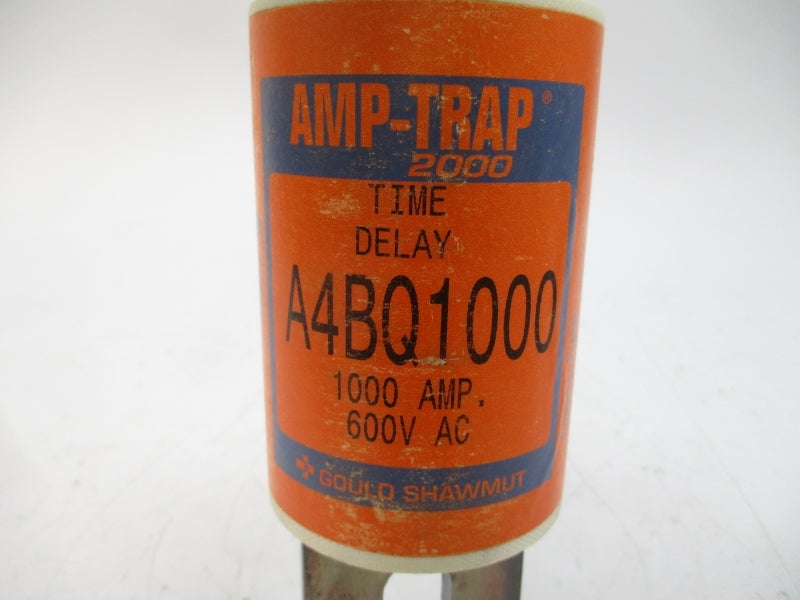 AMP-TRAP®
2000
TIME
DELAY
A4BQ1000
1000 AMP.
600V AC
GOULD SHAWMUT